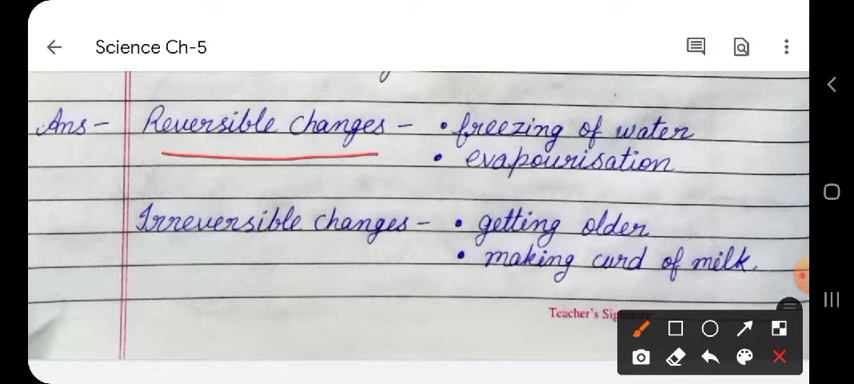 Science Ch-5
Ans - Reversible changes - • freezing of water
• evapourisation
Irreversible changes - • getting older
• making curd of milk.
Teacher's